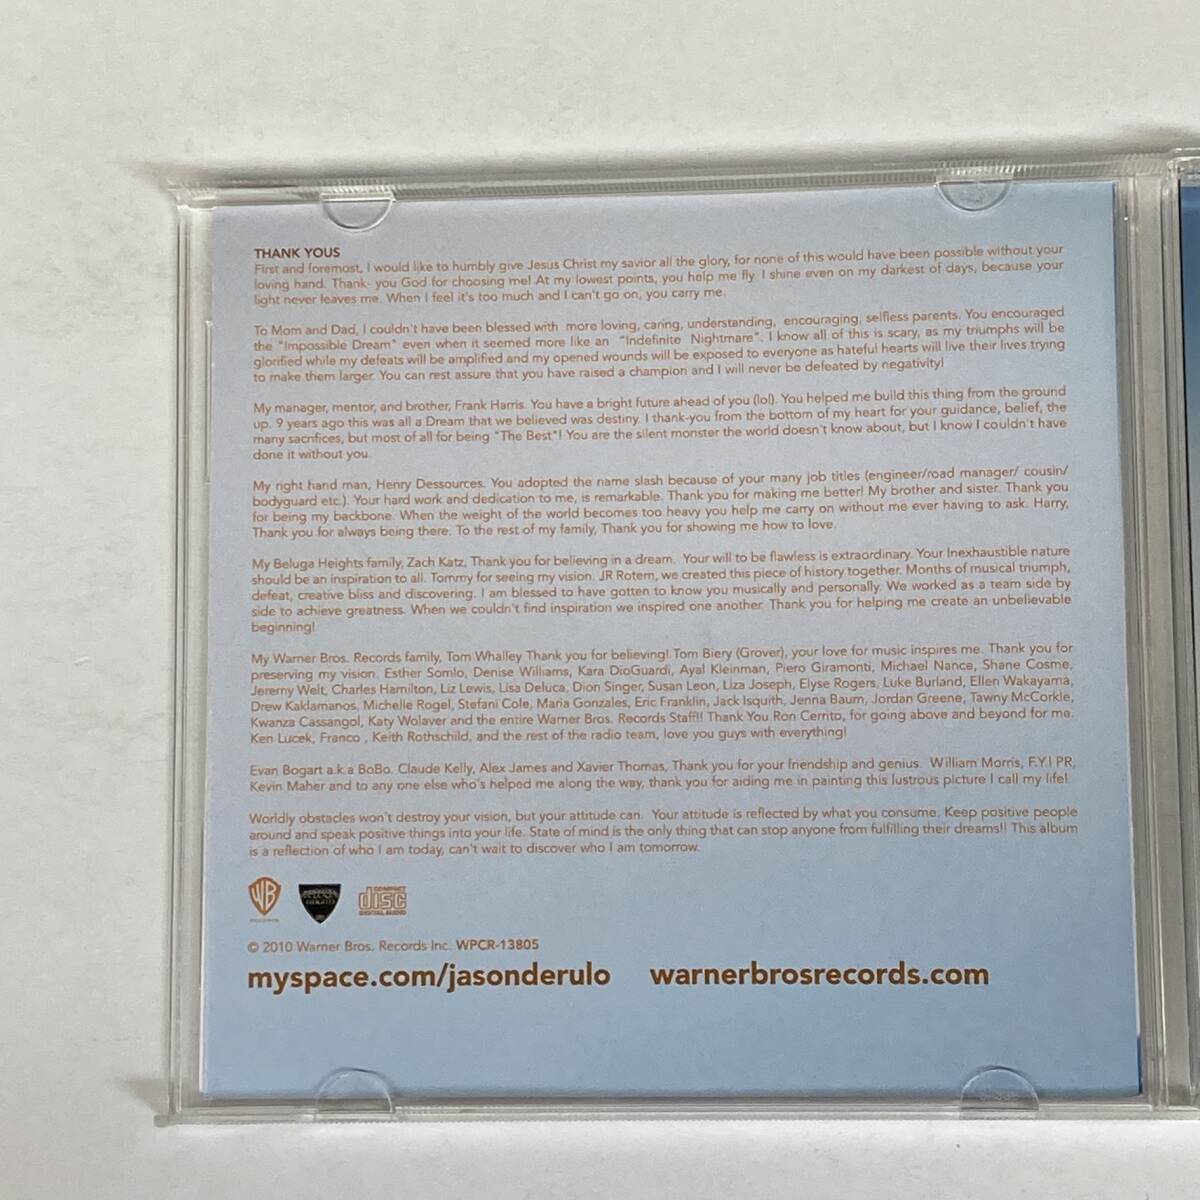 THANK YOUS
First and foremost, I would like to humbly give Jesus Christ my savior all the glory, for none of this would have been possible without your
loving hand. Thank- you God for choosing me! At my lowest points, you help me fly. I shine even on my darkest of days, because your
light never leaves me. When I feel it's too much and I can't go on, you carry me.
To Mom and Dad, I couldn't have been blessed with more loving, caring, understanding, encouraging, selfless parents. You encouraged
the "Impossible Dream" even when it seemed more like an "Indefinite Nightmare". I know all of this is scary, as my triumphs will be
glorified while my defeats will be amplified and my opened wounds will be exposed to everyone as hateful hearts will live their lives trying
to make them larger. You can rest assure that you have raised a champion and I will never be defeated by negativity!
My manager, mentor, and brother, Frank Harris. You have a bright future ahead of you (lol). You helped me build this thing from the ground
up. 9 years ago this was all a Dream that we believed was destiny. I thank-you from the bottom of my heart for your guidance, belief, the
many sacrifices, but most of all for being "The Best"! You are the silent monster the world doesn't know about, but I know I couldn't have
done it without you.
My right hand man, Henry Dessources. You adopted the name slash because of your many job titles (engineer/road manager/ cousin/
bodyguard etc.). Your hard work and dedication to me, is remarkable. Thank you for making me better! My brother and sister. Thank you
for being my backbone. When the weight of the world becomes too heavy you help me carry on without me ever having to ask. Harry,
Thank you for always being there. To the rest of my family, Thank you for showing me how to love.
My Beluga Heights family, Zach Katz, Thank you for believing in a dream. Your will to be flawless is extraordinary. Your Inexhaustible nature
should be an inspiration to all. Tommy for seeing my vision. JR Rotem, we created this piece of history together. Months of musical triumph,
defeat, creative bliss and discovering. I am blessed to have gotten to know you musically and personally. We worked as a team side by
side to achieve greatness. When we couldn't find inspiration we inspired one another. Thank you for helping me create an unbelievable
beginning!
My Warner Bros. Records family, Tom Whalley Thank you for believing! Tom Biery (Grover), your love for music inspires me. Thank you for
preserving my vision. Esther Somlo, Denise Williams, Kara DioGuardi, Ayal Kleinman, Piero Giramonti, Michael Nance, Shane Cosme,
Jeremy Welt, Charles Hamilton, Liz Lewis, Lisa Deluca, Dion Singer, Susan Leon, Liza Joseph, Elyse Rogers, Luke Burland, Ellen Wakayama,
Drew Kaklamanos, Michelle Rogel, Stefani Cole, Maria Gonzales, Eric Franklin, Jack Isquith, Jenna Baum, Jordan Greene, Tawny McCorkle,
Kwanza Cassangol, Katy Wolaver and the entire Warner Bros. Records Staff!! Thank You Ron Cerrito, for going above and beyond for me.
Ken Lucek, Franco , Keith Rothschild, and the rest of the radio team, love you guys with everything!
Evan Bogart a.k.a BoBo. Claude Kelly, Alex James and Xavier Thomas, Thank you for your friendship and genius. William Morris, F.Y.I PR,
Kevin Maher and to any one else who's helped me along the way, thank you for aiding me in painting this lustrous picture I call my life!
Worldly obstacles won't destroy your vision, but your attitude can. Your attitude is reflected by what you consume. Keep positive people
around and speak positive things into your life. State of mind is the only thing that can stop anyone from fulfilling their dreams!! This album
is a reflection of who I am today, can't wait to discover who I am tomorrow.
WB
BELUGA HEIGHTS
COMPACT
disc
DIGITAL AUDIO
© 2010 Warner Bros. Records Inc. WPCR-13805
myspace.com/jasonderulo warnerbrosrecords.com